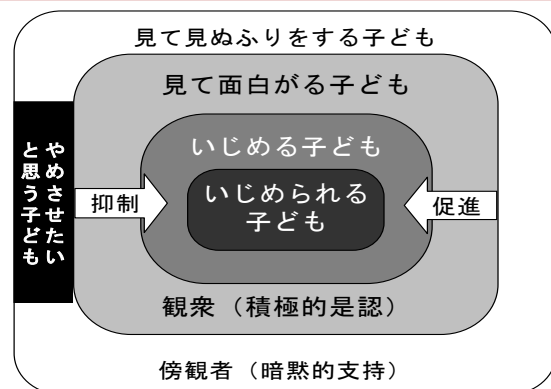 見て見ぬふりをする子ども
見て面白がる子ども
いじめる子ども
いじめられる
子ども
やめさせたい
と思う子ども
抑制
促進
観衆（積極的是認）
傍観者（暗黙的支持）